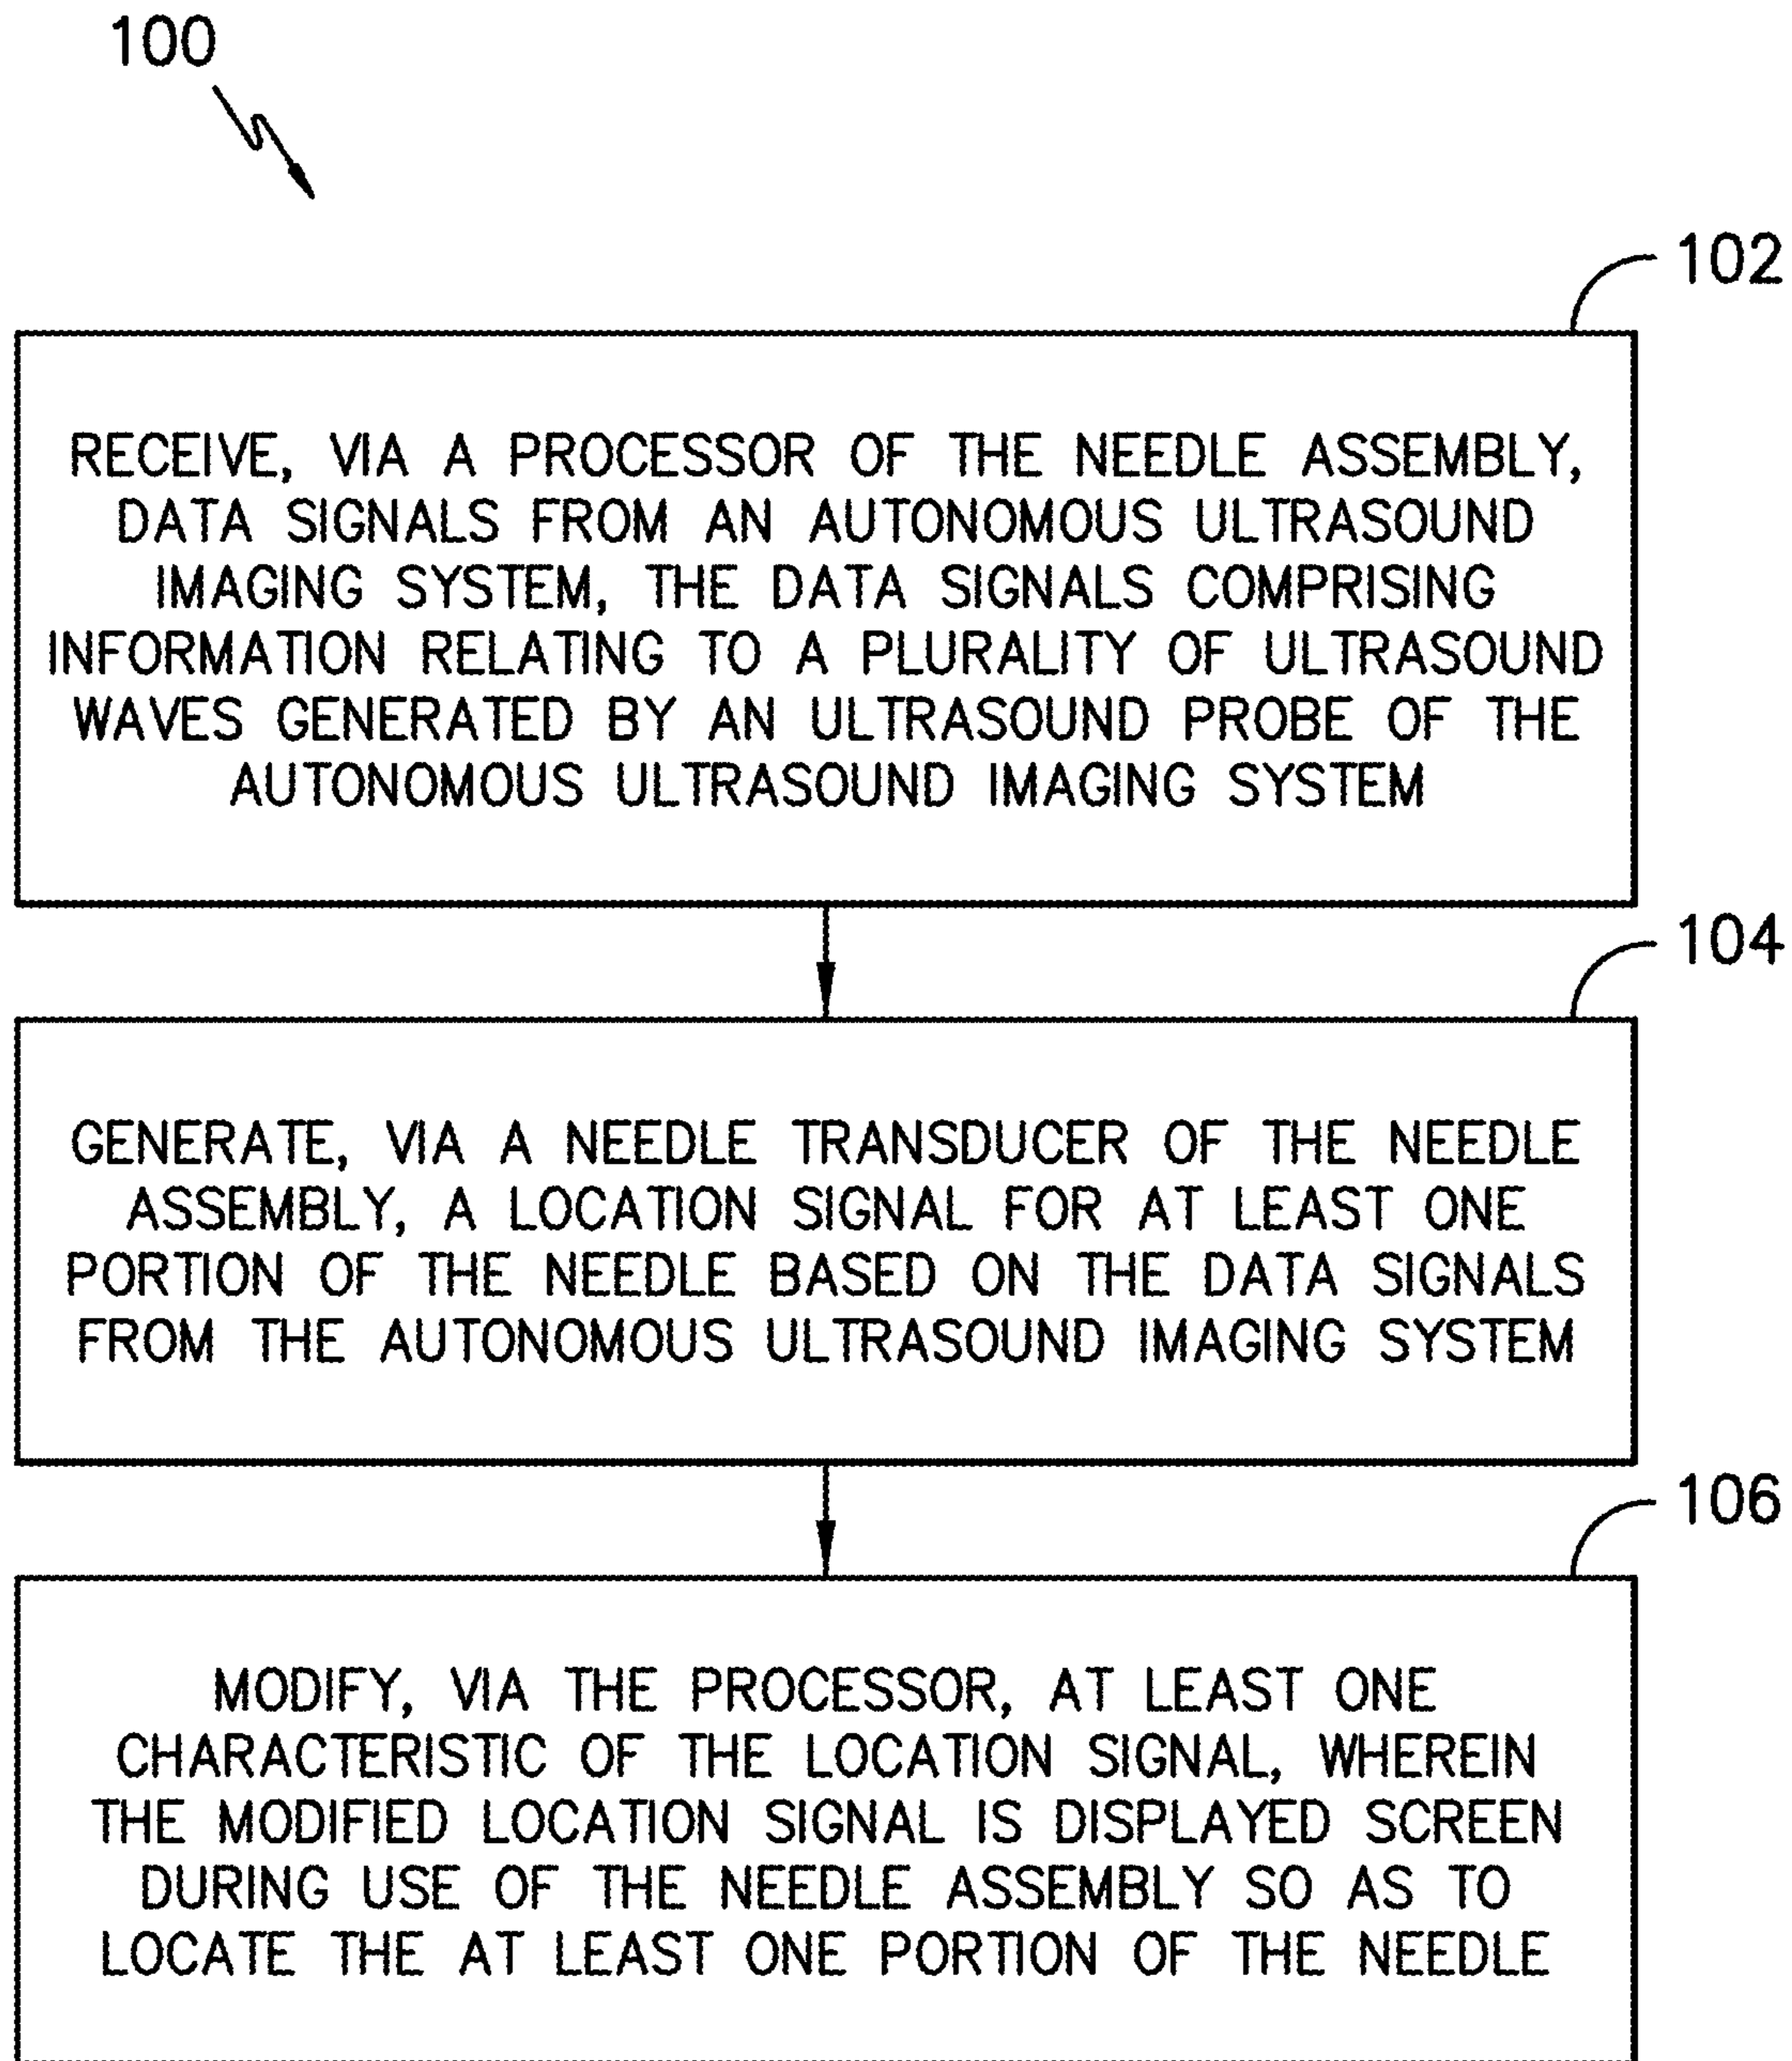 100
102
RECEIVE, VIA A PROCESSOR OF THE NEEDLE ASSEMBLY,
DATA SIGNALS FROM AN AUTONOMOUS ULTRASOUND
IMAGING SYSTEM, THE DATA SIGNALS COMPRISING
INFORMATION RELATING TO A PLURALITY OF ULTRASOUND
WAVES GENERATED BY AN ULTRASOUND PROBE OF THE
AUTONOMOUS ULTRASOUND IMAGING SYSTEM
104
GENERATE, VIA A NEEDLE TRANSDUCER OF THE NEEDLE
ASSEMBLY, A LOCATION SIGNAL FOR AT LEAST ONE
PORTION OF THE NEEDLE BASED ON THE DATA SIGNALS
FROM THE AUTONOMOUS ULTRASOUND IMAGING SYSTEM
106
MODIFY, VIA THE PROCESSOR, AT LEAST ONE
CHARACTERISTIC OF THE LOCATION SIGNAL, WHEREIN
THE MODIFIED LOCATION SIGNAL IS DISPLAYED SCREEN
DURING USE OF THE NEEDLE ASSEMBLY SO AS TO
LOCATE THE AT LEAST ONE PORTION OF THE NEEDLE